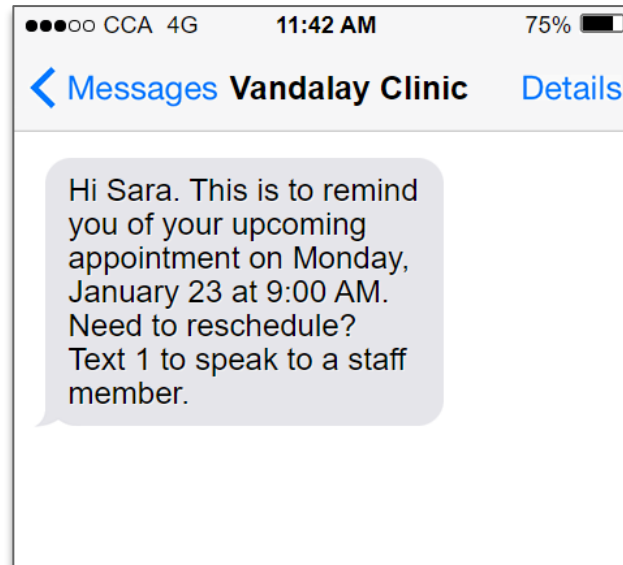 CCA 4G 11:42 AM 75%
Messages Vandalay Clinic Details
Hi Sara. This is to remind
you of your upcoming
appointment on Monday,
January 23 at 9:00 AM.
Need to reschedule?
Text 1 to speak to a staff
member.